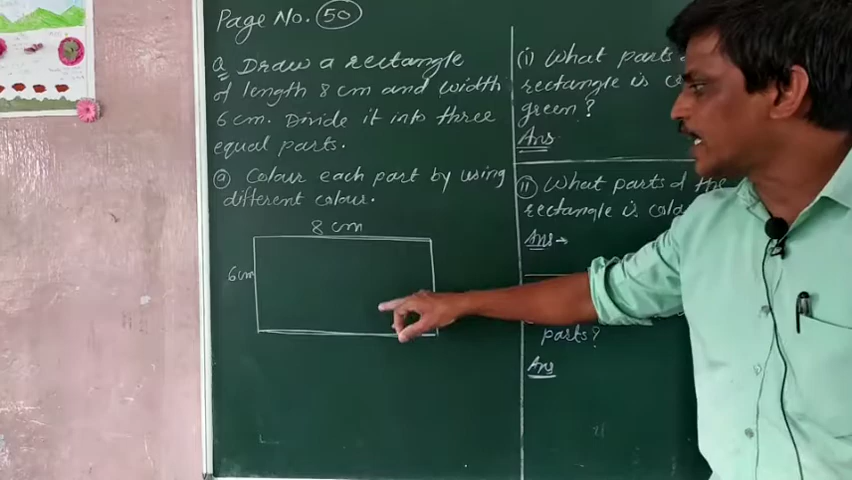 Page No. 50
Q Draw a rectangle
of length 8 cm and width
6 cm. Divide it into three
equal parts.
a Colour each part by using
different colour.
8 cm
6cm
(i) What parts
rectangle is
green?
Ans
ii What parts of the
rectangle is
Ans→
parts?
Ans